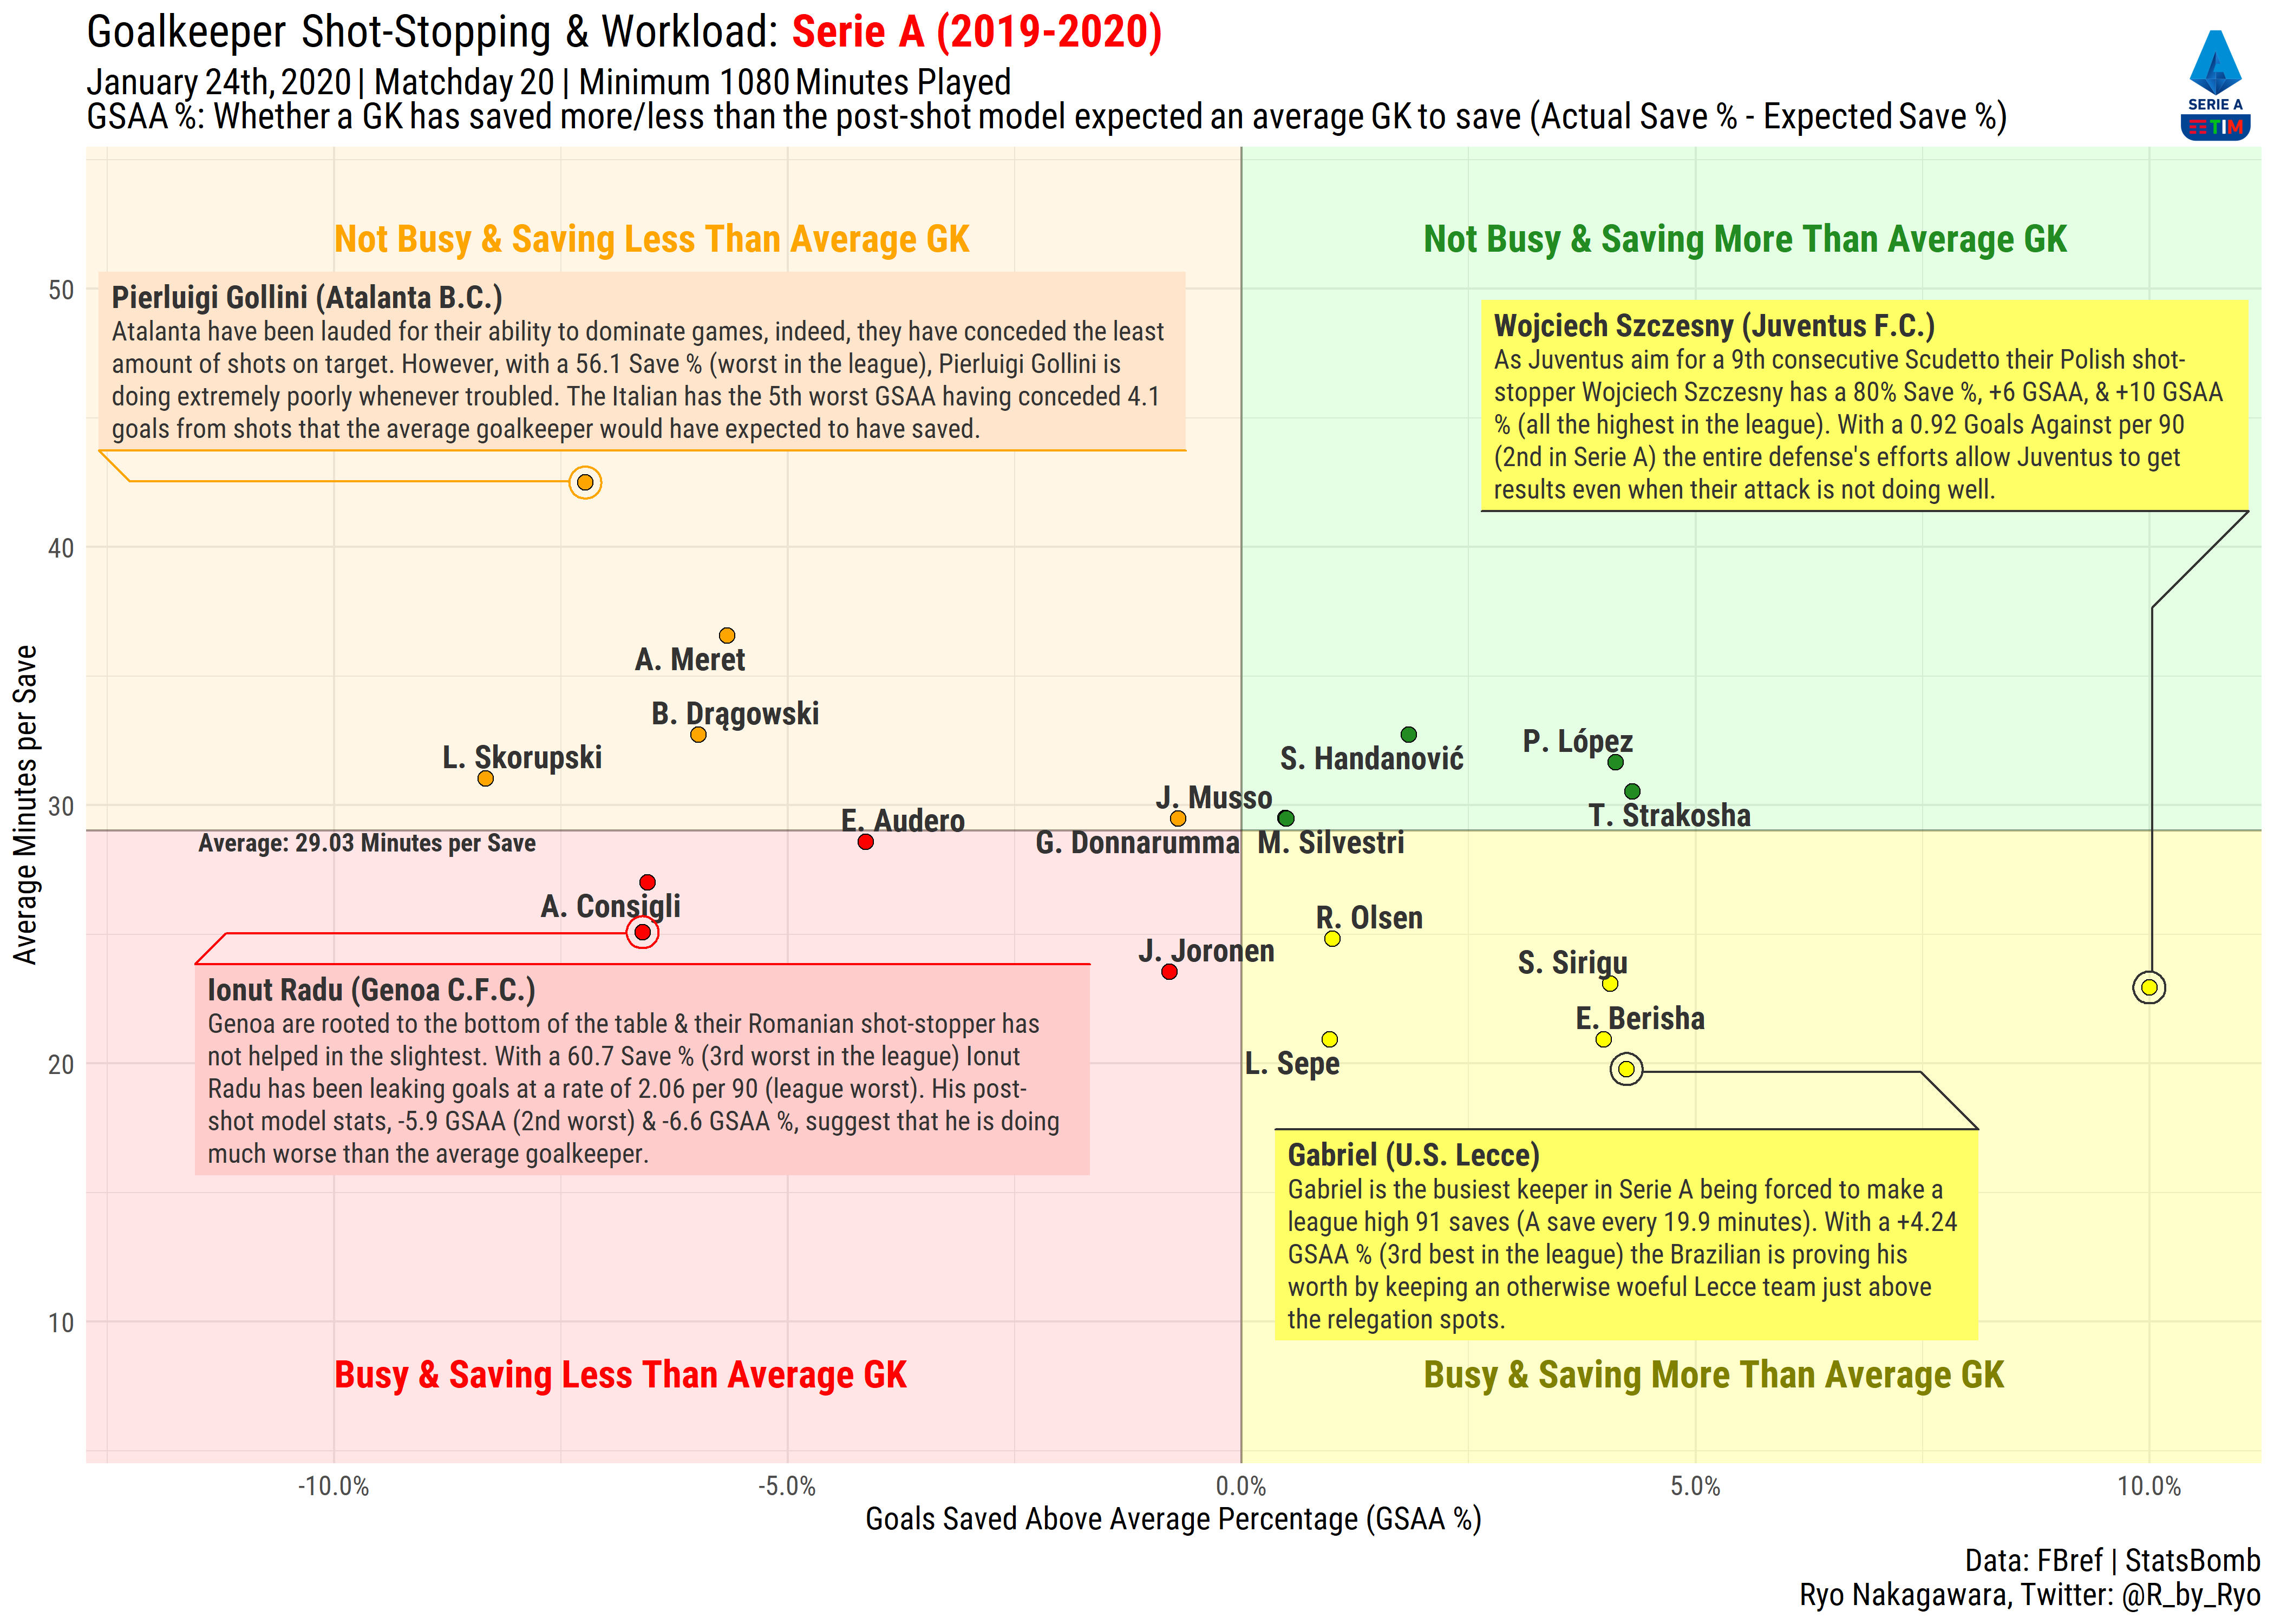 Goalkeeper Shot-Stopping & Workload: Serie A (2019-2020)
January 24th, 2020 | Matchday 20 | Minimum 1080 Minutes Played
GSAA %: Whether a GK has saved more/less than the post-shot model expected an average GK to save (Actual Save % - Expected Save %)
SERIE A
TIM
Not Busy & Saving Less Than Average GK
Not Busy & Saving More Than Average GK
Pierluigi Gollini (Atalanta B.C.)
Atalanta have been lauded for their ability to dominate games, indeed, they have conceded the least
amount of shots on target. However, with a 56.1 Save % (worst in the league), Pierluigi Gollini is
doing extremely poorly whenever troubled. The Italian has the 5th worst GSAA having conceded 4.1
goals from shots that the average goalkeeper would have expected to have saved.
Wojciech Szczesny (Juventus F.C.)
As Juventus aim for a 9th consecutive Scudetto their Polish shot-
stopper Wojciech Szczesny has a 80% Save %, +6 GSAA, & +10 GSAA
% (all the highest in the league). With a 0.92 Goals Against per 90
(2nd in Serie A) the entire defense's efforts allow Juventus to get
results even when their attack is not doing well.
50
40
30
20
10
Average Minutes per Save
A. Meret
B. Drągowski
L. Skorupski
P. López
S. Handanović
J. Musso
T. Strakosha
E. Audero
Average: 29.03 Minutes per Save
G. Donnarumma
M. Silvestri
A. Consigli
R. Olsen
J. Joronen
S. Sirigu
E. Berisha
L. Sepe
Ionut Radu (Genoa C.F.C.)
Genoa are rooted to the bottom of the table & their Romanian shot-stopper has
not helped in the slightest. With a 60.7 Save % (3rd worst in the league) Ionut
Radu has been leaking goals at a rate of 2.06 per 90 (league worst). His post-
shot model stats, -5.9 GSAA (2nd worst) & -6.6 GSAA %, suggest that he is doing
much worse than the average goalkeeper.
Gabriel (U.S. Lecce)
Gabriel is the busiest keeper in Serie A being forced to make a
league high 91 saves (A save every 19.9 minutes). With a +4.24
GSAA % (3rd best in the league) the Brazilian is proving his
worth by keeping an otherwise woeful Lecce team just above
the relegation spots.
Busy & Saving Less Than Average GK
Busy & Saving More Than Average GK
-10.0%
-5.0%
0.0%
5.0%
10.0%
Goals Saved Above Average Percentage (GSAA %)
Data: FBref | StatsBomb
Ryo Nakagawara, Twitter: @R_by_Ryo